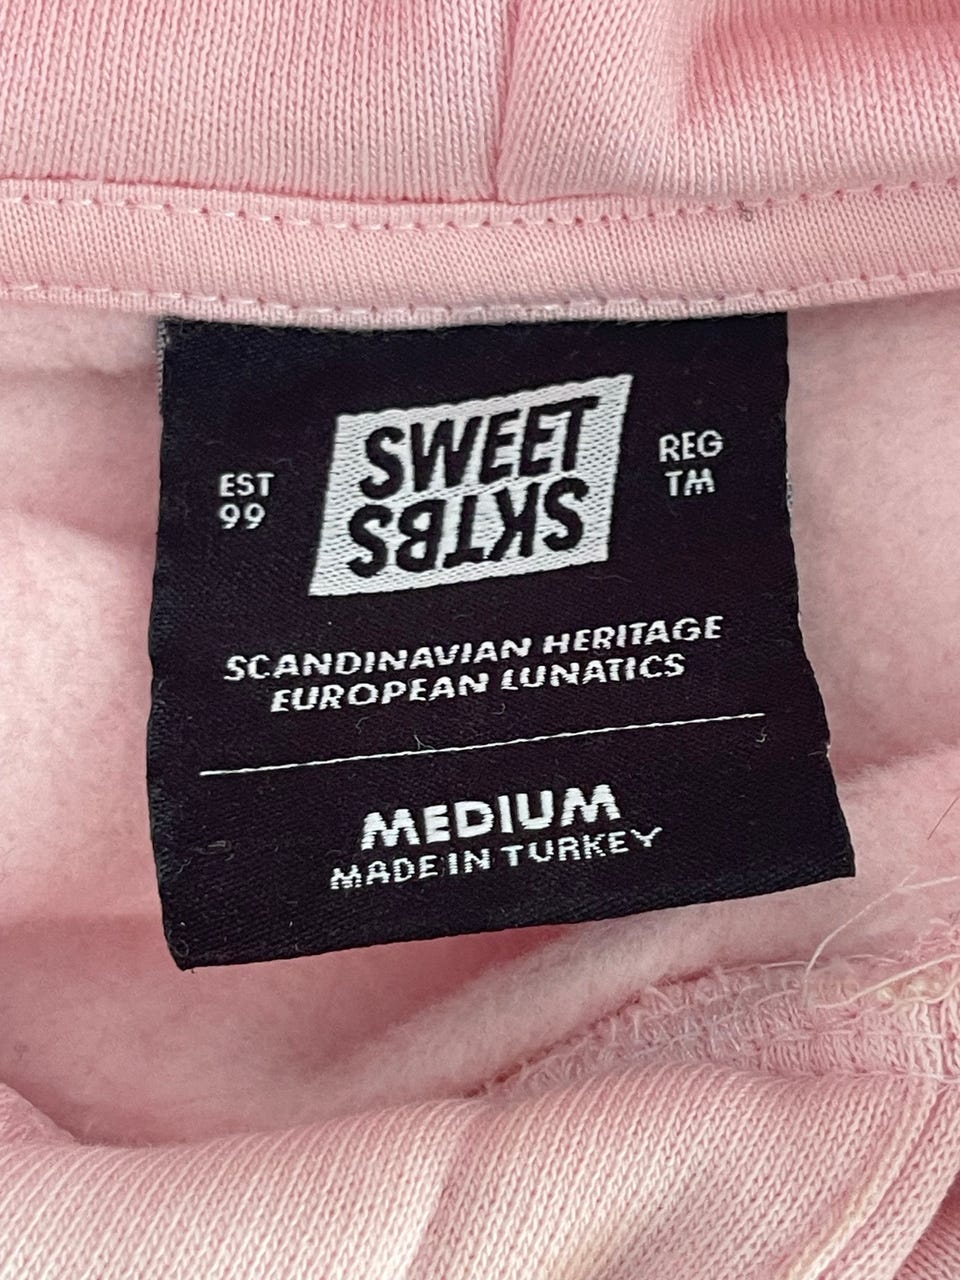 SWEET
SKTBS
EST
99
REG
TM
SCANDINAVIAN HERITAGE
EUROPEAN LUNATICS
MEDIUM
MADE IN TURKEY